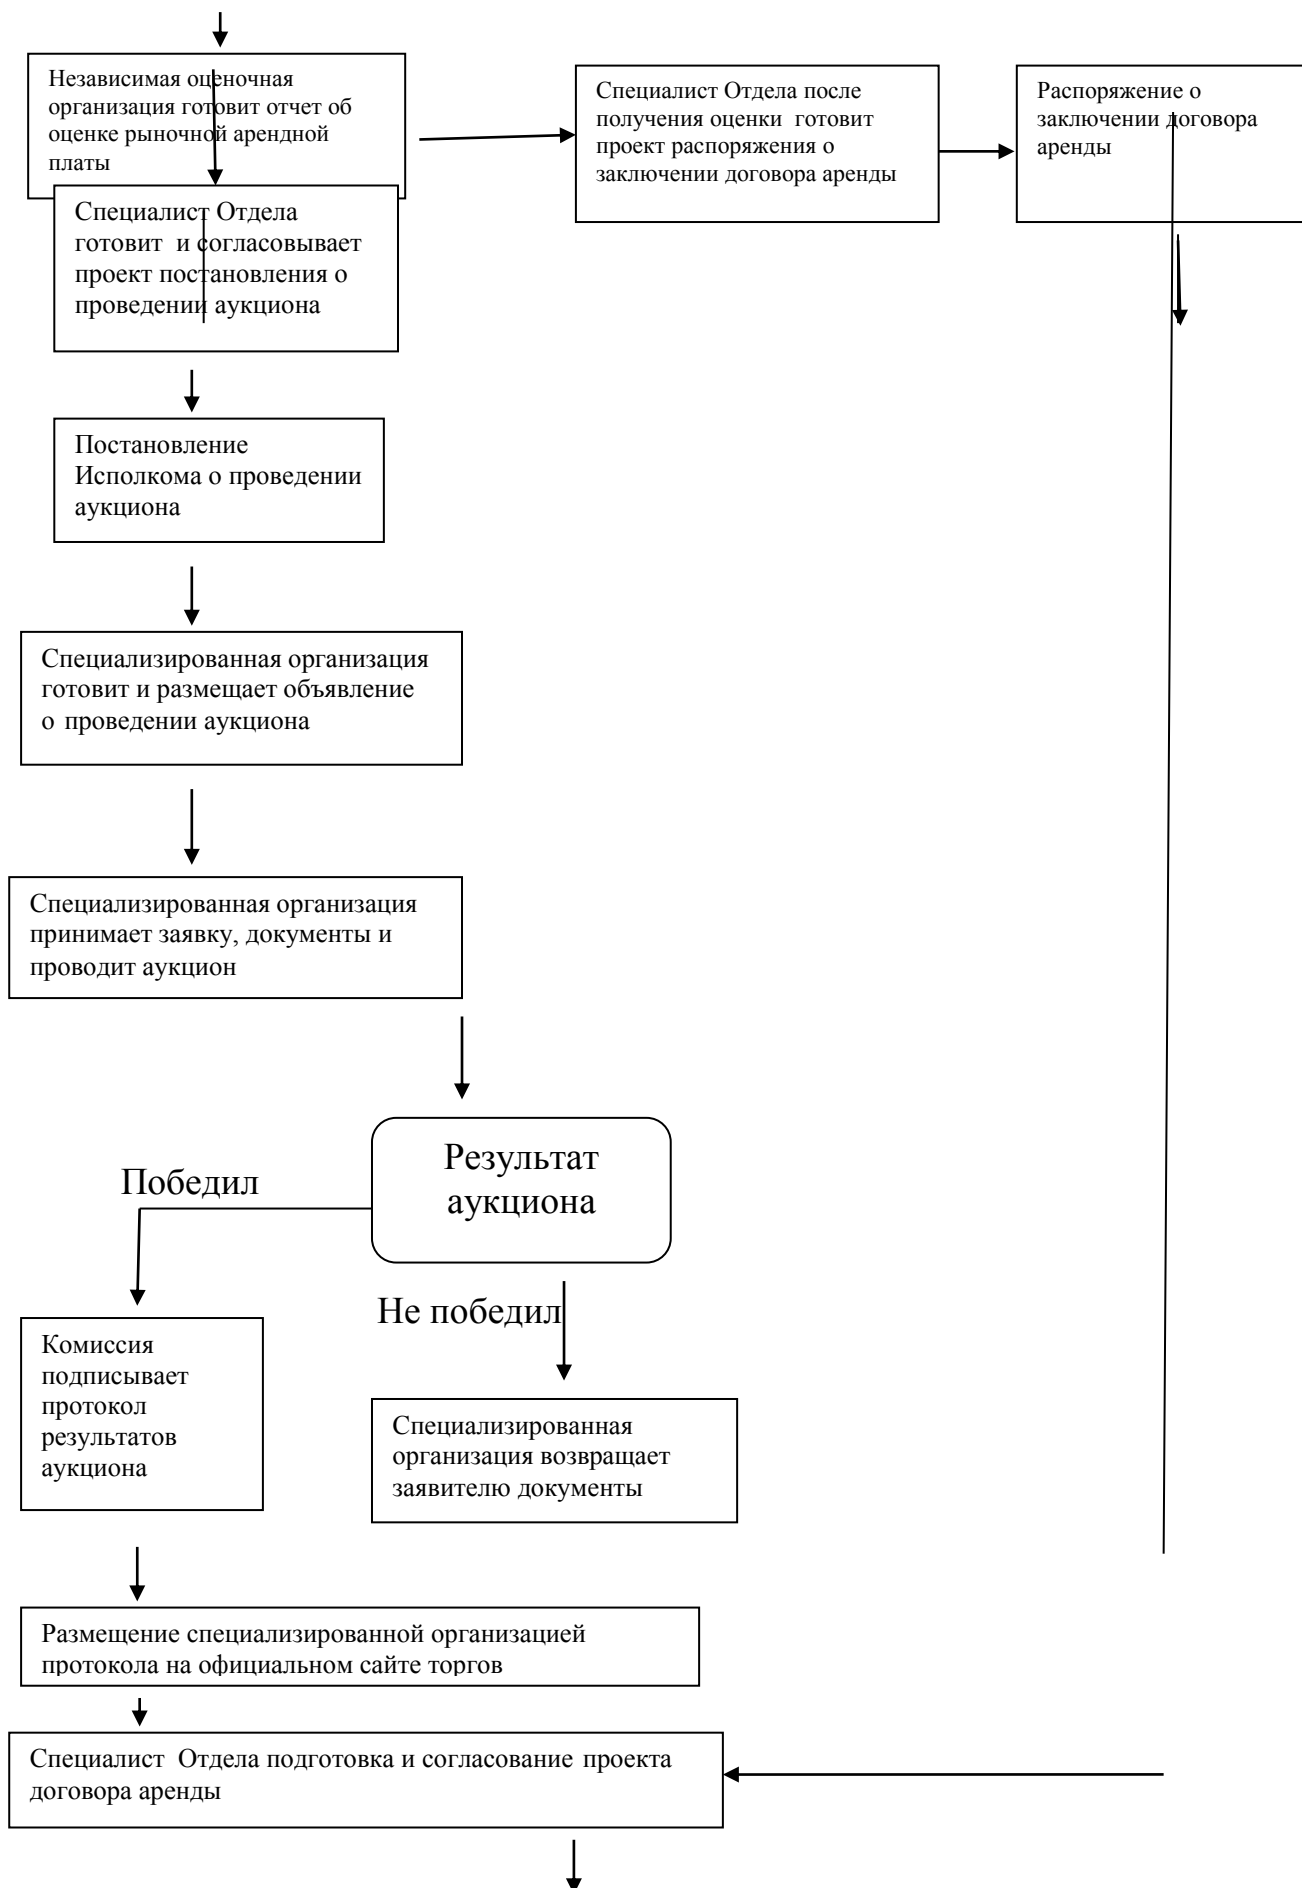 Независимая оценочная
организация готовит отчет об
оценке рыночной арендной
платы
Специалист Отдела после
получения оценки готовит
проект распоряжения о
заключении договора аренды
Распоряжение о
заключении договора
аренды
Специалист Отдела
готовит и согласовывает
проект постановления о
проведении аукциона
Постановление
Исполкома о проведении
аукциона
Специализированная организация
готовит и размещает объявление
о проведении аукциона
Специализированная организация
принимает заявку, документы и
проводит аукцион
Результат
аукциона
Победил
Не победил
Комиссия
подписывает
протокол
результатов
аукциона
Специализированная
организация возвращает
заявителю документы
Размещение специализированной организацией
протокола на официальном сайте торгов
Специалист Отдела подготовка и согласование проекта
договора аренды